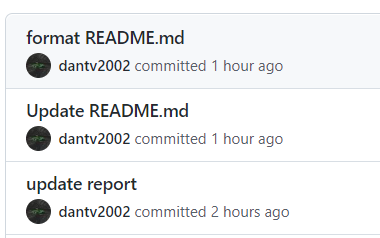 format README.md
dantv2002 committed 1 hour ago
Update README.md
dantv2002 committed 1 hour ago
update report
dantv2002 committed 2 hours ago